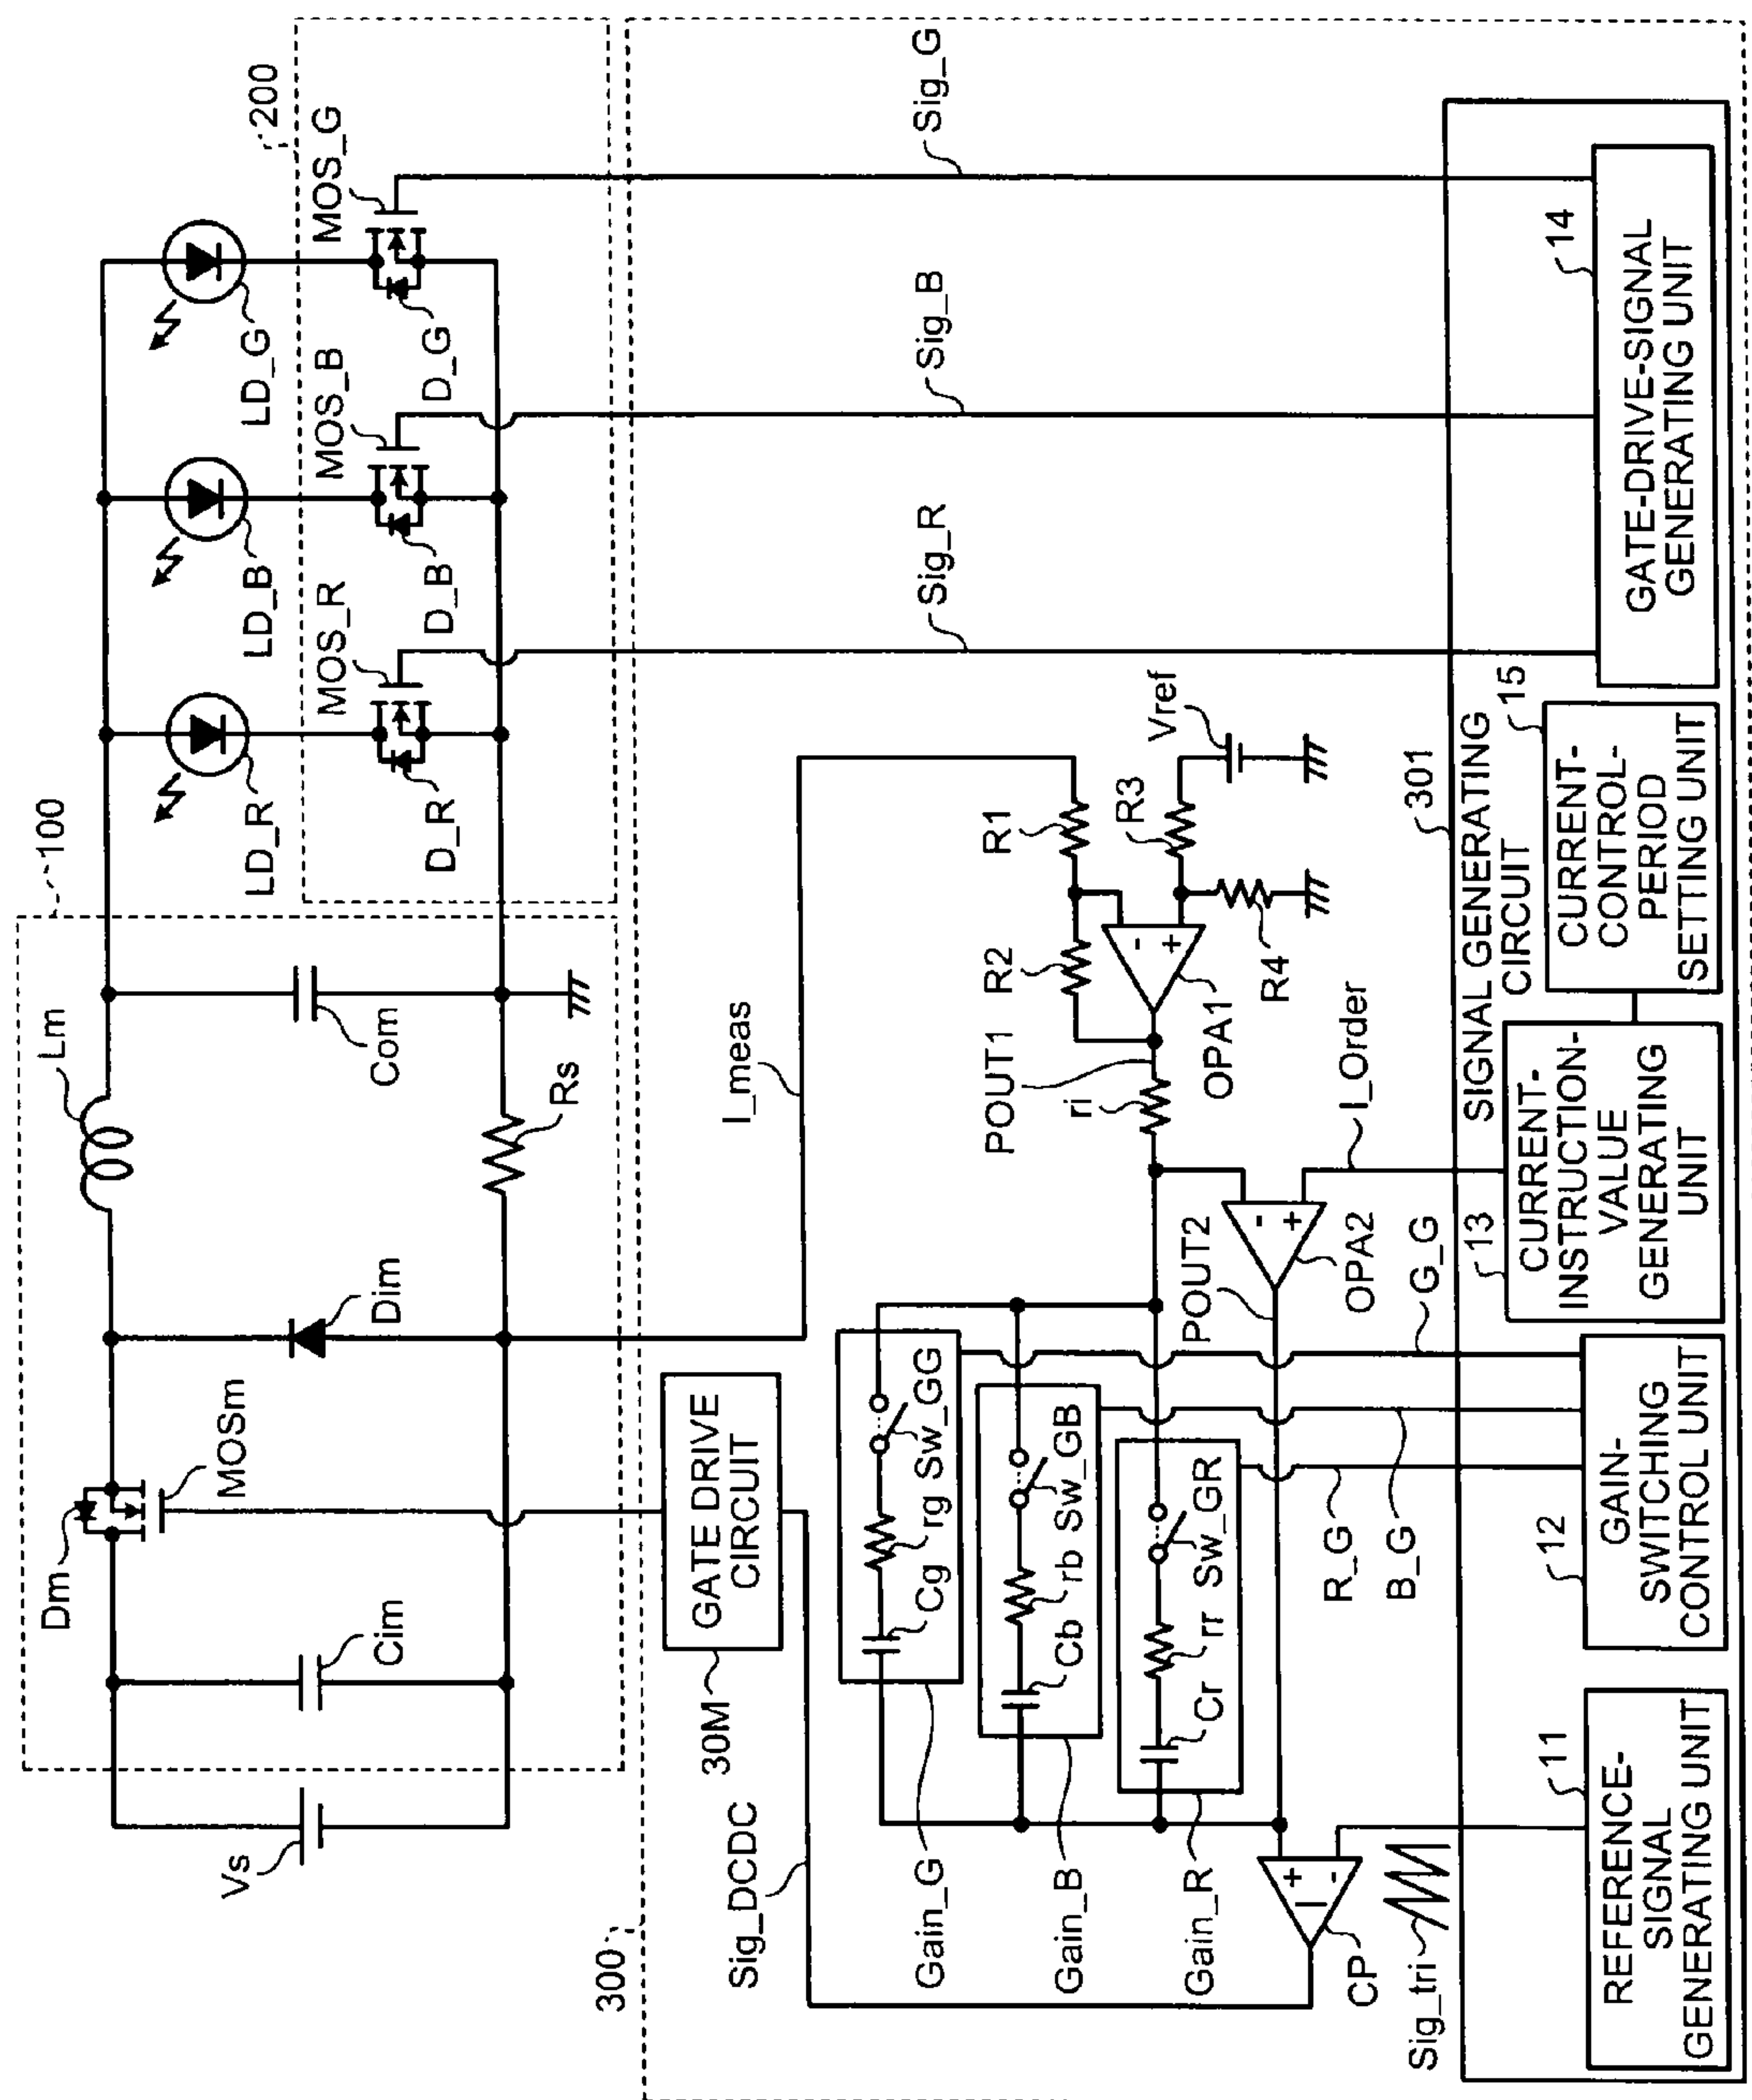 100
200
Dm
Lm
MOSm
Vs
Cim
Dim
Com
Rs
LD_R
LD_B
LD_G
MOS_R
MOS_B
MOS_G
D_R
D_B
D_G
300
30M
GATE DRIVE
CIRCUIT
Sig_DCDC
I_meas
Sig_R
Sig_B
Sig_G
Gain_G
Cg
rg
Sw_GG
Gain_B
Cb
rb
Sw_GB
Gain_R
Cr
rr
Sw_GR
POUT1
ri
R2
R1
-
+
OPA1
R3
R4
Vref
POUT2
-
+
OPA2
I_Order
+
-
CP
Sig_tri
R_G
B_G
G_G
301
SIGNAL GENERATING
CIRCUIT
11
REFERENCE-
SIGNAL
GENERATING UNIT
12
GAIN-
SWITCHING
CONTROL UNIT
13
CURRENT-
INSTRUCTION-
VALUE
GENERATING
UNIT
15
CURRENT-
CONTROL-
PERIOD
SETTING UNIT
14
GATE-DRIVE-SIGNAL
GENERATING UNIT